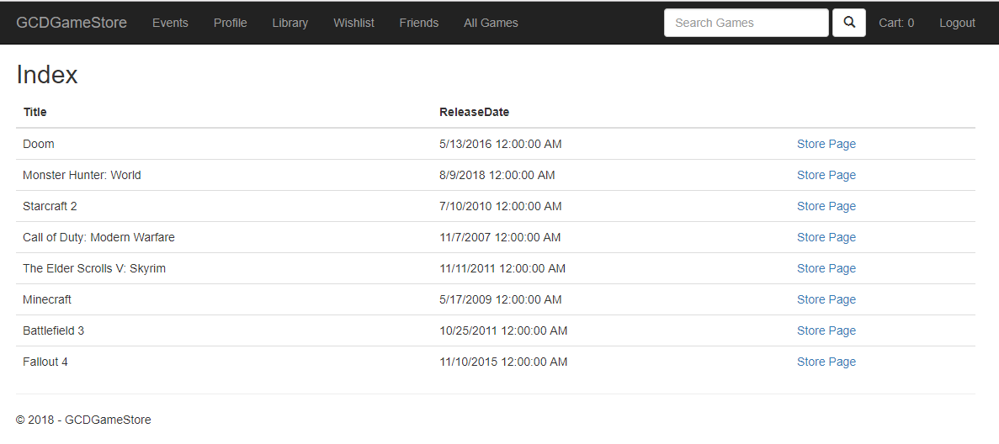 GCDGameStore Events Profile Library Wishlist Friends All Games Search Games Cart: 0 Logout
Index
Title ReleaseDate
Doom 5/13/2016 12:00:00 AM Store Page
Monster Hunter: World 8/9/2018 12:00:00 AM Store Page
Starcraft 2 7/10/2010 12:00:00 AM Store Page
Call of Duty: Modern Warfare 11/7/2007 12:00:00 AM Store Page
The Elder Scrolls V: Skyrim 11/11/2011 12:00:00 AM Store Page
Minecraft 5/17/2009 12:00:00 AM Store Page
Battlefield 3 10/25/2011 12:00:00 AM Store Page
Fallout 4 11/10/2015 12:00:00 AM Store Page
© 2018 - GCDGameStore